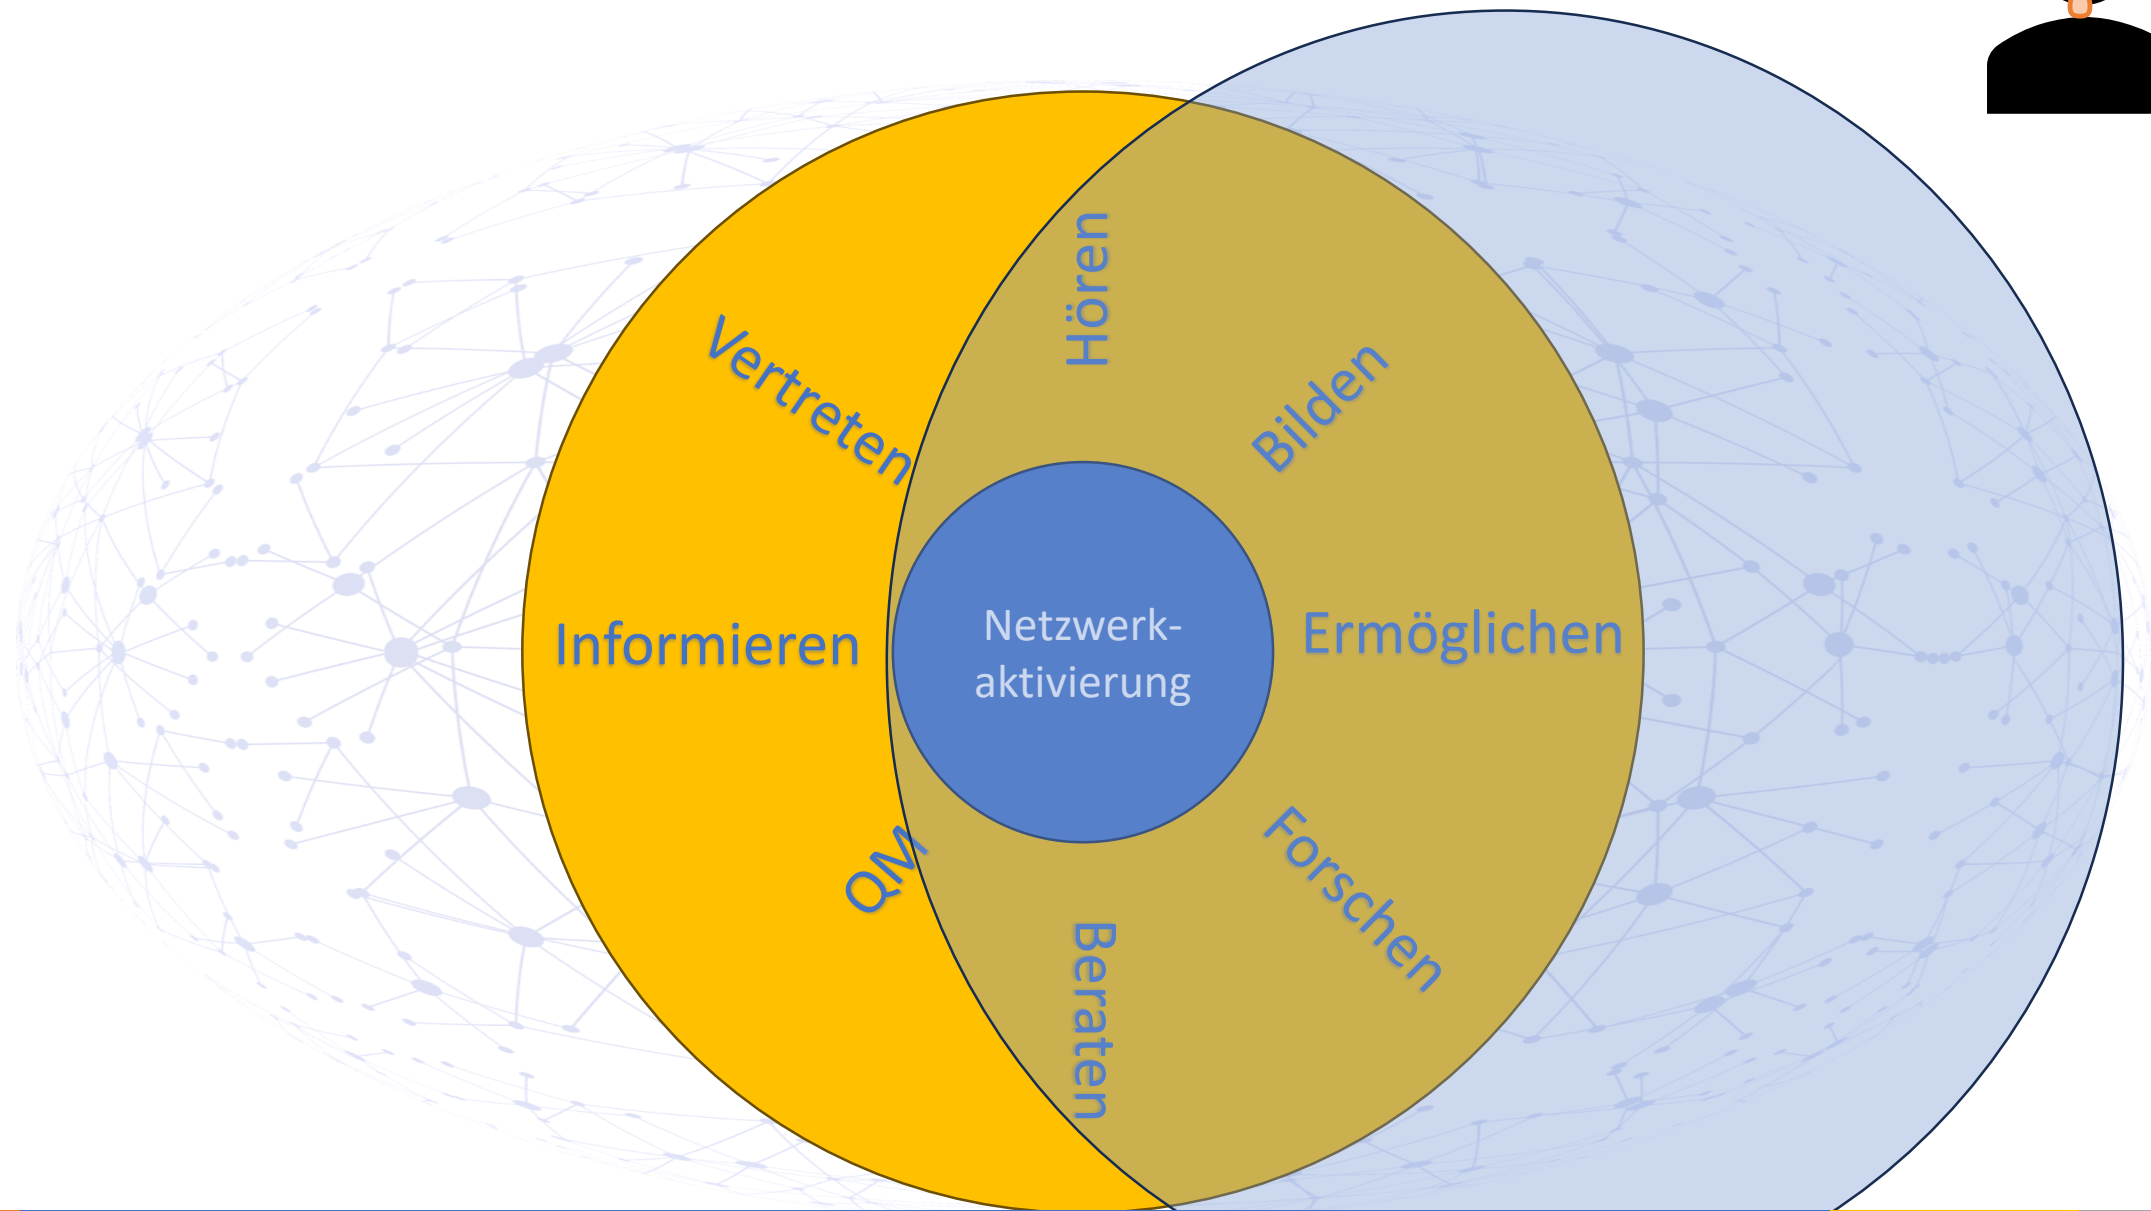 Hören
Bilden
Vertreten
Netzwerk-
aktivierung
Ermöglichen
Informieren
Forschen
QM
Beraten